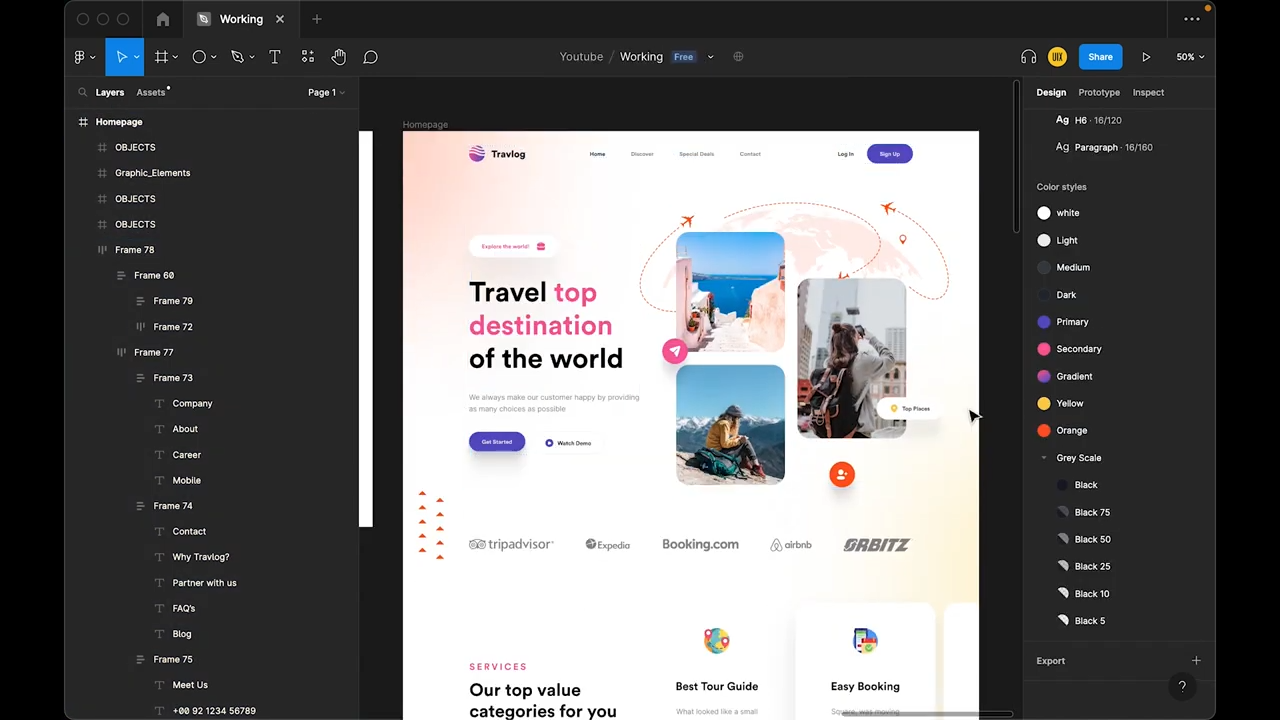 Working
Youtube / Working Free
UIX
Share
50%
Layers
Assets
Page 1
Homepage
OBJECTS
Graphic_Elements
OBJECTS
OBJECTS
Frame 78
Frame 60
Frame 79
Frame 72
Frame 77
Frame 73
Company
About
Career
Mobile
Frame 74
Contact
Why Travlog?
Partner with us
FAQ's
Blog
Frame 75
Meet Us
+00 92 1234 56789
Homepage
Travlog
Home
Discover
Special Deals
Contact
Log In
Sign Up
Explore the world!
Travel top
destination
of the world
We always make our customer happy by providing
as many choices as possible
Get Started
Watch Demo
Top Places
tripadvisor
Expedia
Booking.com
airbnb
ORBITZ
SERVICES
Our top value
categories for you
Best Tour Guide
What looked like a small
Easy Booking
Square, was moving
Design
Prototype
Inspect
Ag H6 · 16/120
Ag Paragraph · 16/160
Color styles
white
Light
Medium
Dark
Primary
Secondary
Gradient
Yellow
Orange
Grey Scale
Black
Black 75
Black 50
Black 25
Black 10
Black 5
Export
?